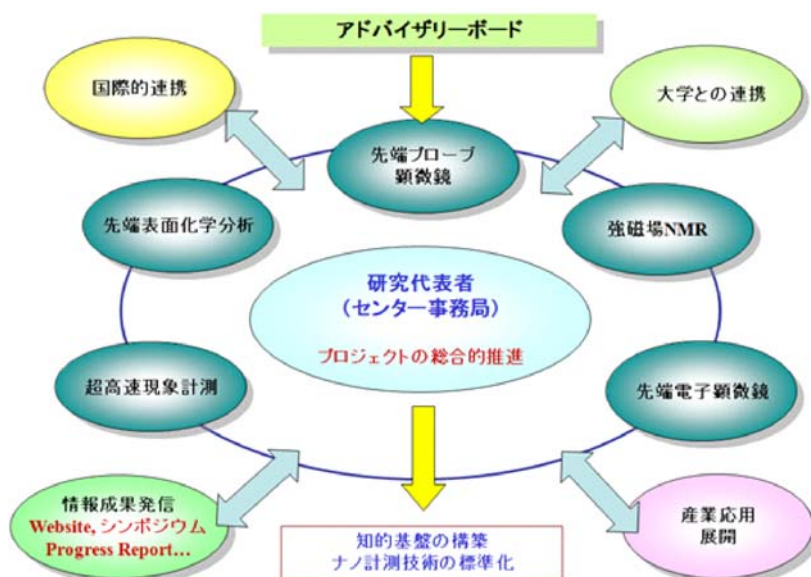 アドバイザリーボード
国際的連携
大学との連携
先端プローブ
顕微鏡
先端表面化学分析
強磁場NMR
研究代表者
(センター事務局)
プロジェクトの総合的推進
超高速現象計測
先端電子顕微鏡
情報成果発信
Website, シンポジウム
Progress Report…
産業応用
展開
知的基盤の構築
ナノ計測技術の標準化